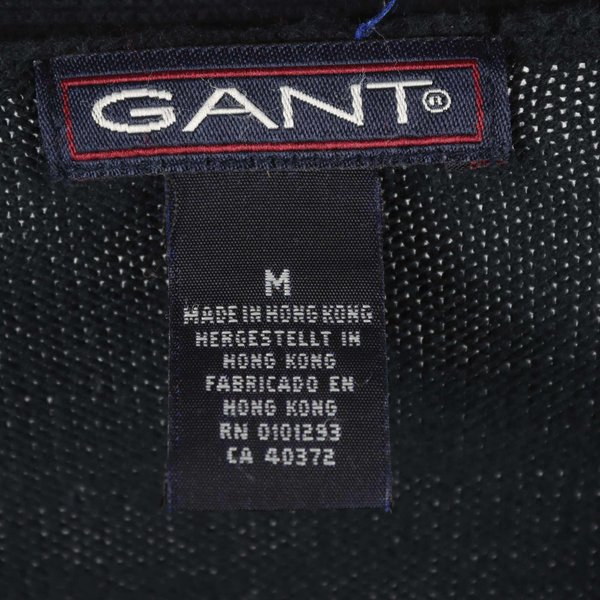 GANT®
M
MADE IN HONG KONG
HERGESTELLT IN
HONG KONG
FABRICADO EN
HONG KONG
RN 0101293
CA 40372